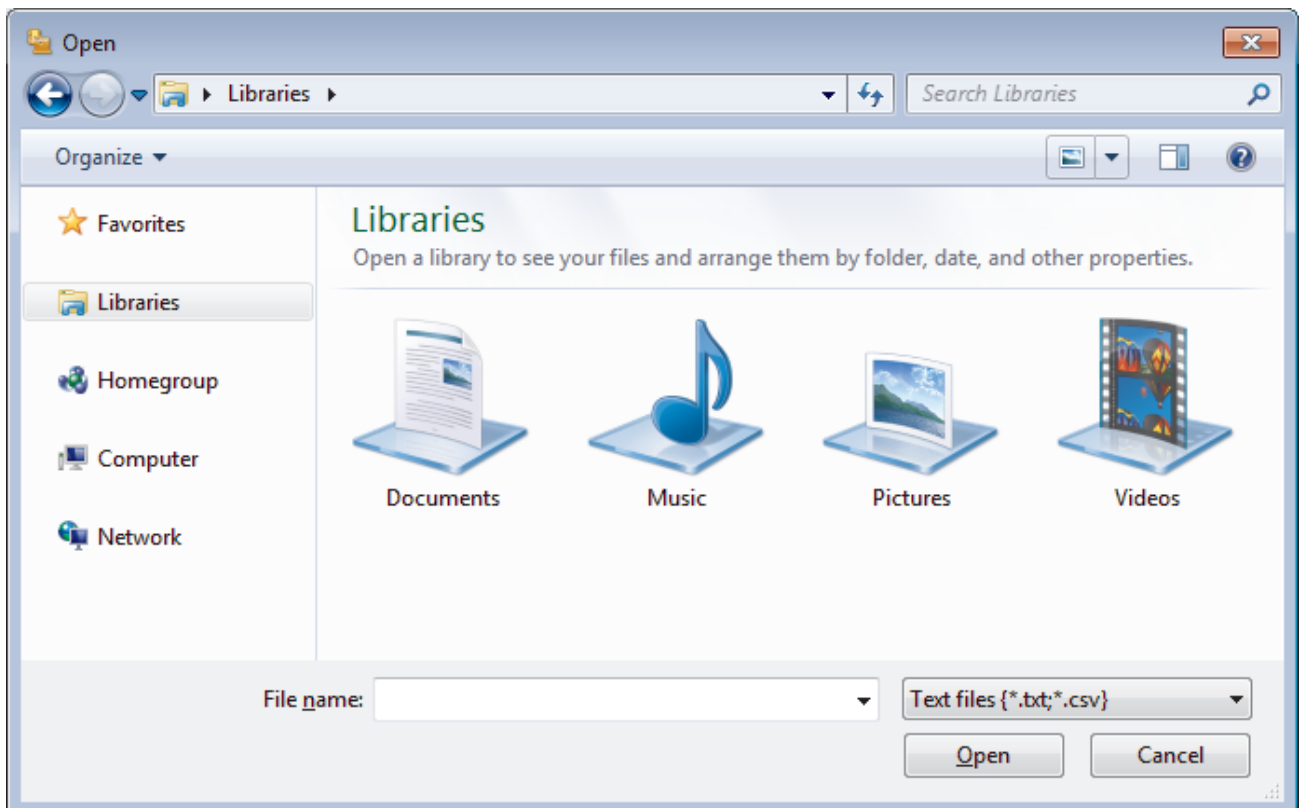 Open
Libraries
Search Libraries
Organize
Favorites
Libraries
Homegroup
Computer
Network
Libraries
Open a library to see your files and arrange them by folder, date, and other properties.
Documents Music Pictures Videos
File name: Text files {*.txt;*.csv}
Open Cancel